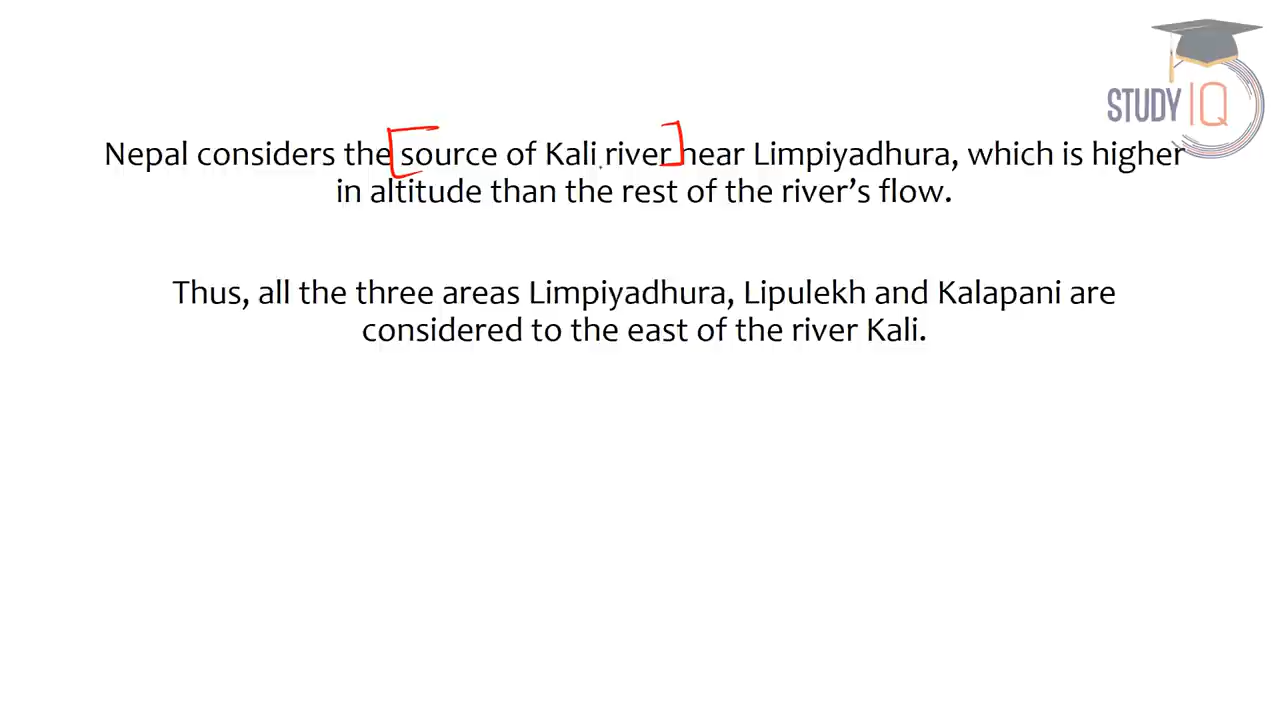 STUDY IQ
Nepal considers the source of Kali river near Limpiyadhura, which is higher
in altitude than the rest of the river’s flow.
Thus, all the three areas Limpiyadhura, Lipulekh and Kalapani are
considered to the east of the river Kali.